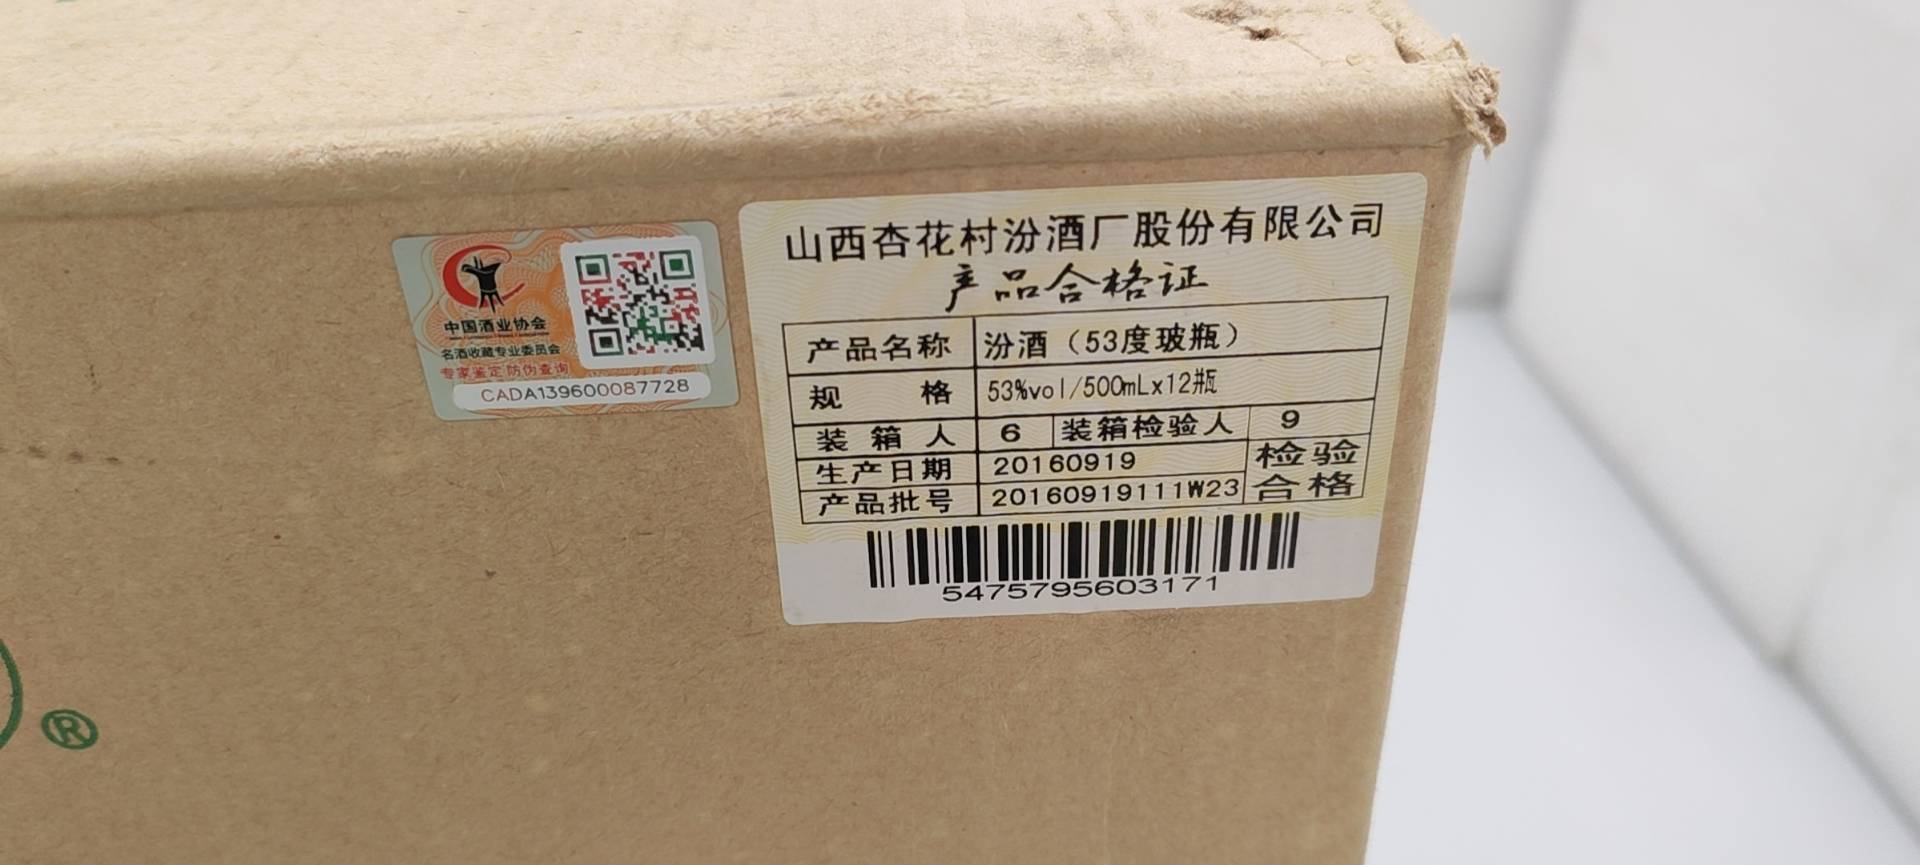 中国酒业协会
名酒收藏专业委员会
专家鉴定 防伪查询
CADA139600087728
山西杏花村汾酒厂股份有限公司
产品合格证
产品名称 汾酒（53度玻瓶）
规 格 53%vol/500mLx12瓶
装箱人 6 装箱检验人 9
生产日期 20160919 检验
产品批号 20160919111W23 合格
5475795603171
®